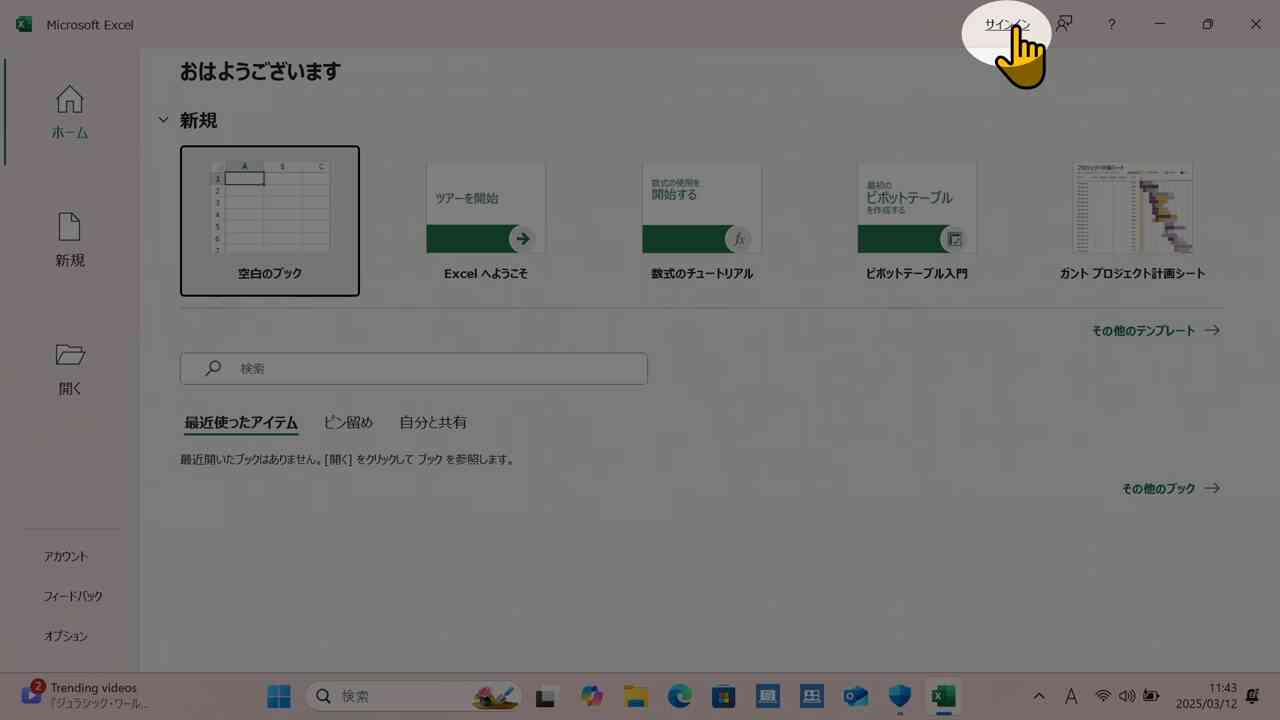 Microsoft Excel
サインイン
?
おはようございます
ホーム
新規
開く
アカウント
フィードバック
オプション
新規
A B C
1
2
3
4
5
6
7
空白のブック
ツアーを開始
Excel へようこそ
数式の使用を
開始する
fx
数式のチュートリアル
最初の
ピボットテーブル
を作成する
ピボットテーブル入門
プロジェクト計画シート
ガント プロジェクト計画シート
その他のテンプレート
検索
最近使ったアイテム ピン留め 自分と共有
最近開いたブックはありません。[開く] をクリックして ブック を参照します。
その他のブック
2
Trending videos
『ジュラシック・ワール...
検索
A
11:43
2025/03/12